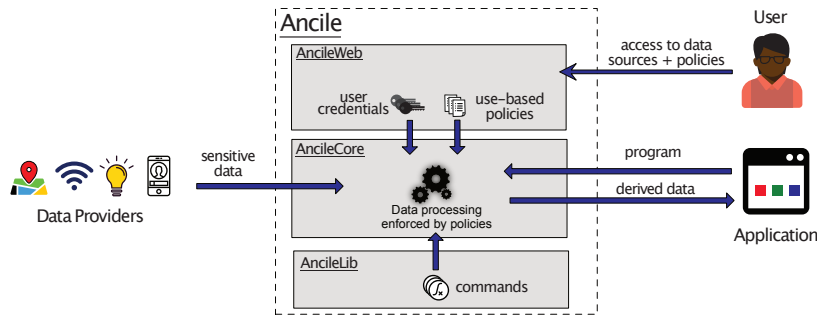 Ancile
User
AncileWeb
access to data
sources + policies
user
credentials
use-based
policies
AncileCore
sensitive
data
program
derived data
Data processing
enforced by policies
Data Providers
Application
AncileLib
commands